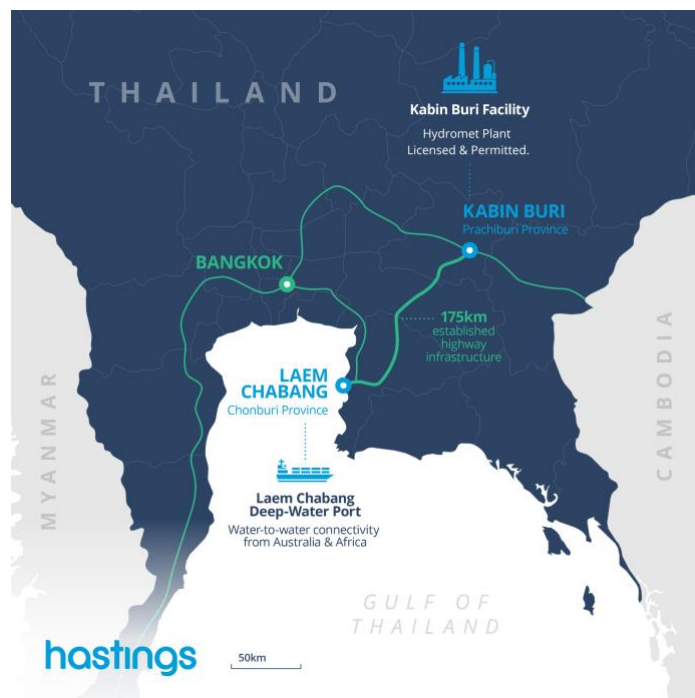 THAILAND
Kabin Buri Facility
Hydromet Plant
Licensed & Permitted.
KABIN BURI
Prachiburi Province
BANGKOK
175km
established
highway
infrastructure
LAEM
CHABANG
Chonburi Province
MYANMAR
CAMBODIA
Laem Chabang
Deep-Water Port
Water-to-water connectivity
from Australia & Africa
GULF OF
THAILAND
hastings
50km